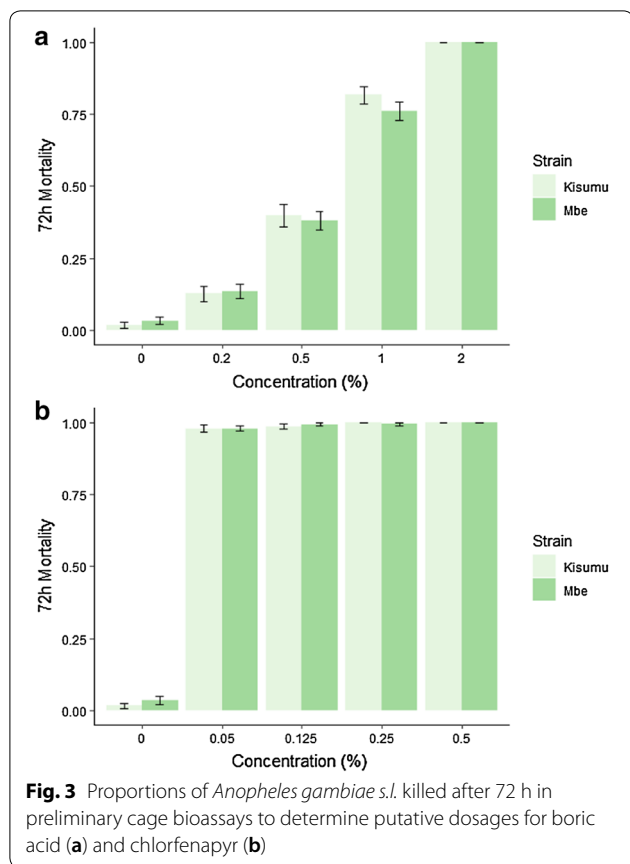 a
1.00
0.75
0.50
0.25
0.00
72h Mortality
0 0.2 0.5 1 2
Concentration (%)
Strain
Kisumu
Mbe
b
1.00
0.75
0.50
0.25
0.00
72h Mortality
0 0.05 0.125 0.25 0.5
Concentration (%)
Strain
Kisumu
Mbe
Fig. 3 Proportions of Anopheles gambiae s.l. killed after 72 h in
preliminary cage bioassays to determine putative dosages for boric
acid (a) and chlorfenapyr (b)